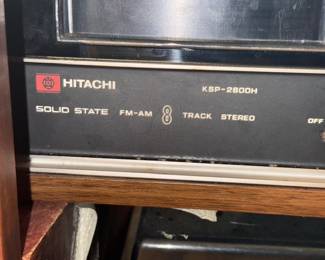 HITACHI KSP-2800H
SOLID STATE FM-AM 8 TRACK STEREO OFF